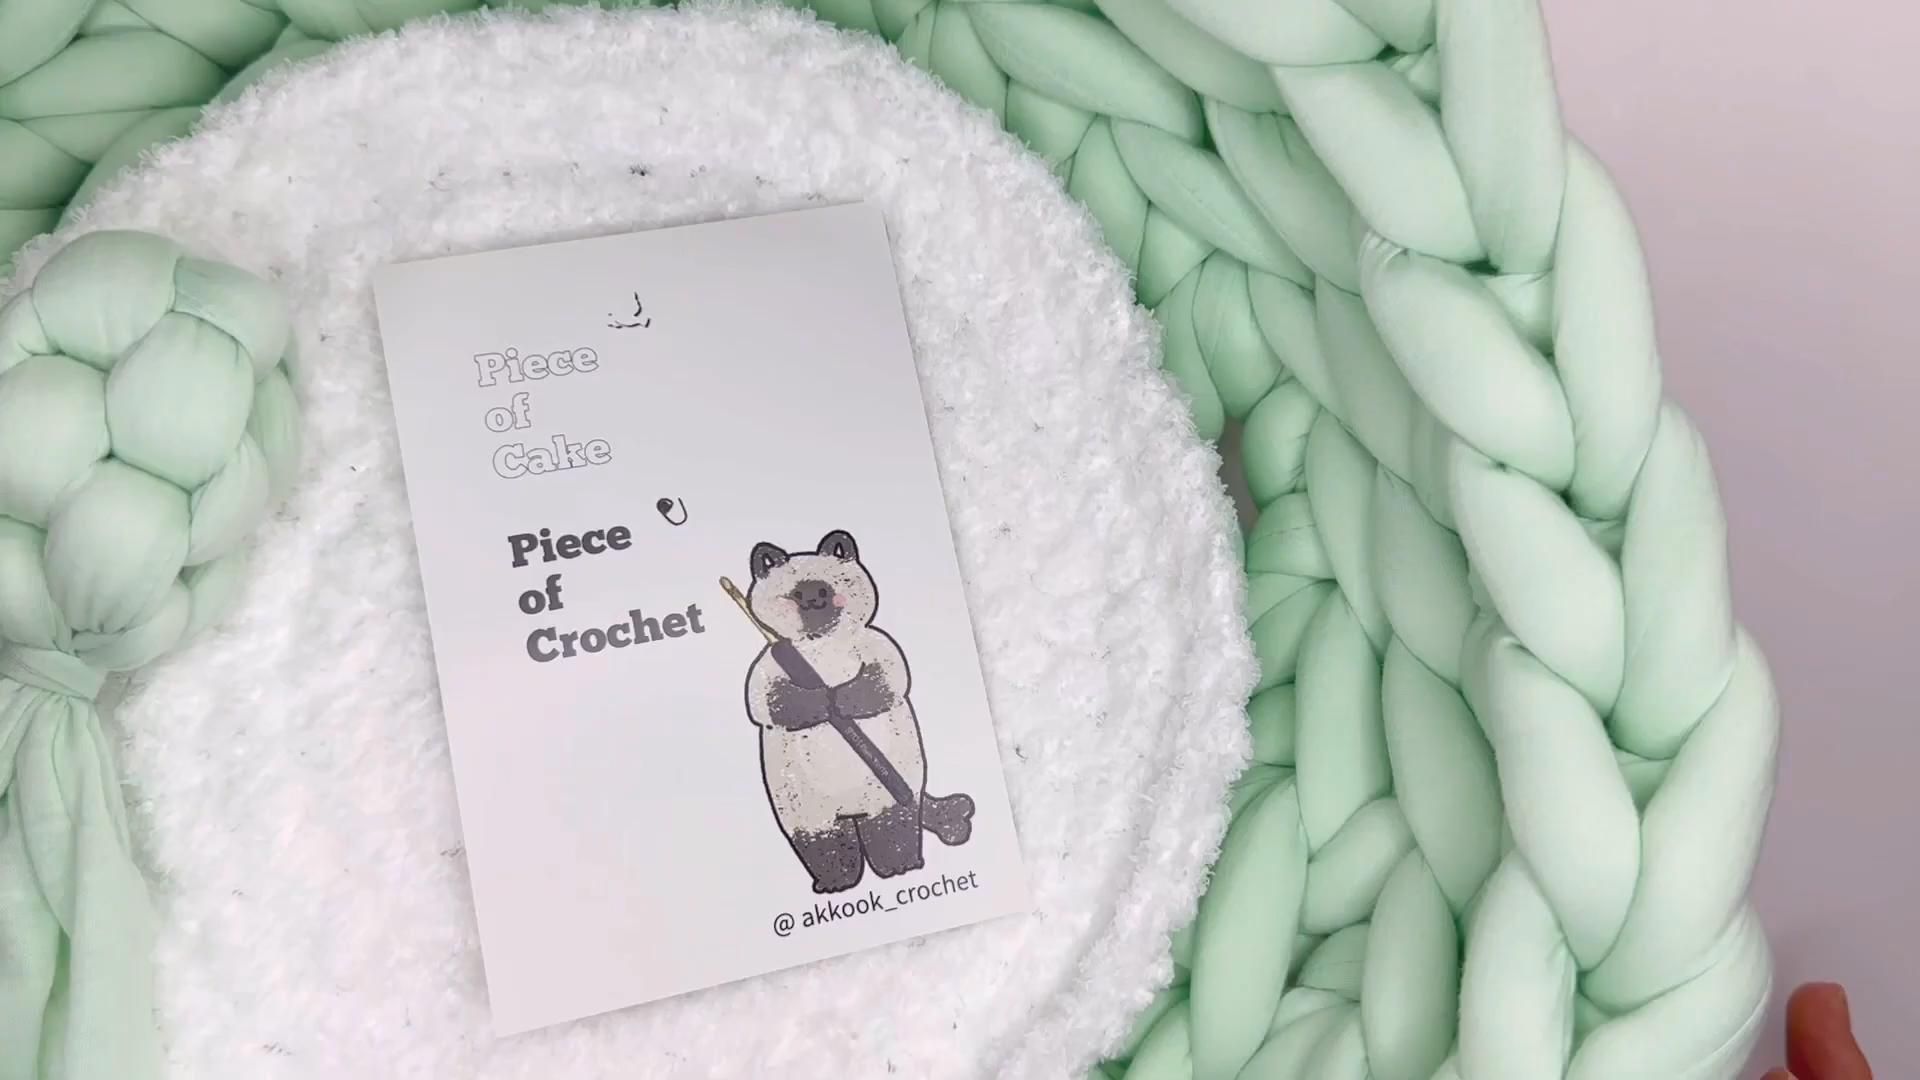 Piece
of
Cake
Piece
of
Crochet
@ akkook_crochet